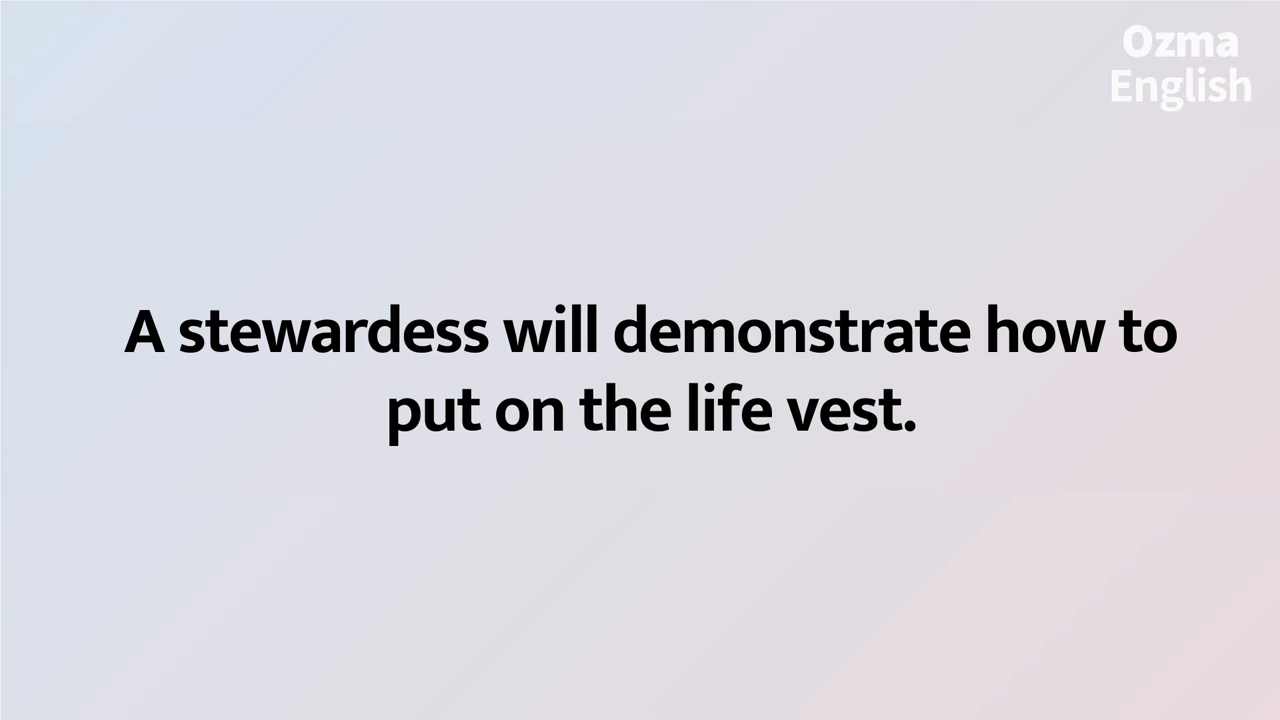 Ozma
English
A stewardess will demonstrate how to
put on the life vest.